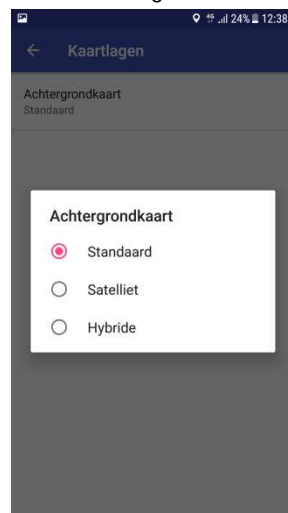 24% 12:38
Kaartlagen
Achtergrondkaart
Standaard
Achtergrondkaart
Standaard
Satelliet
Hybride